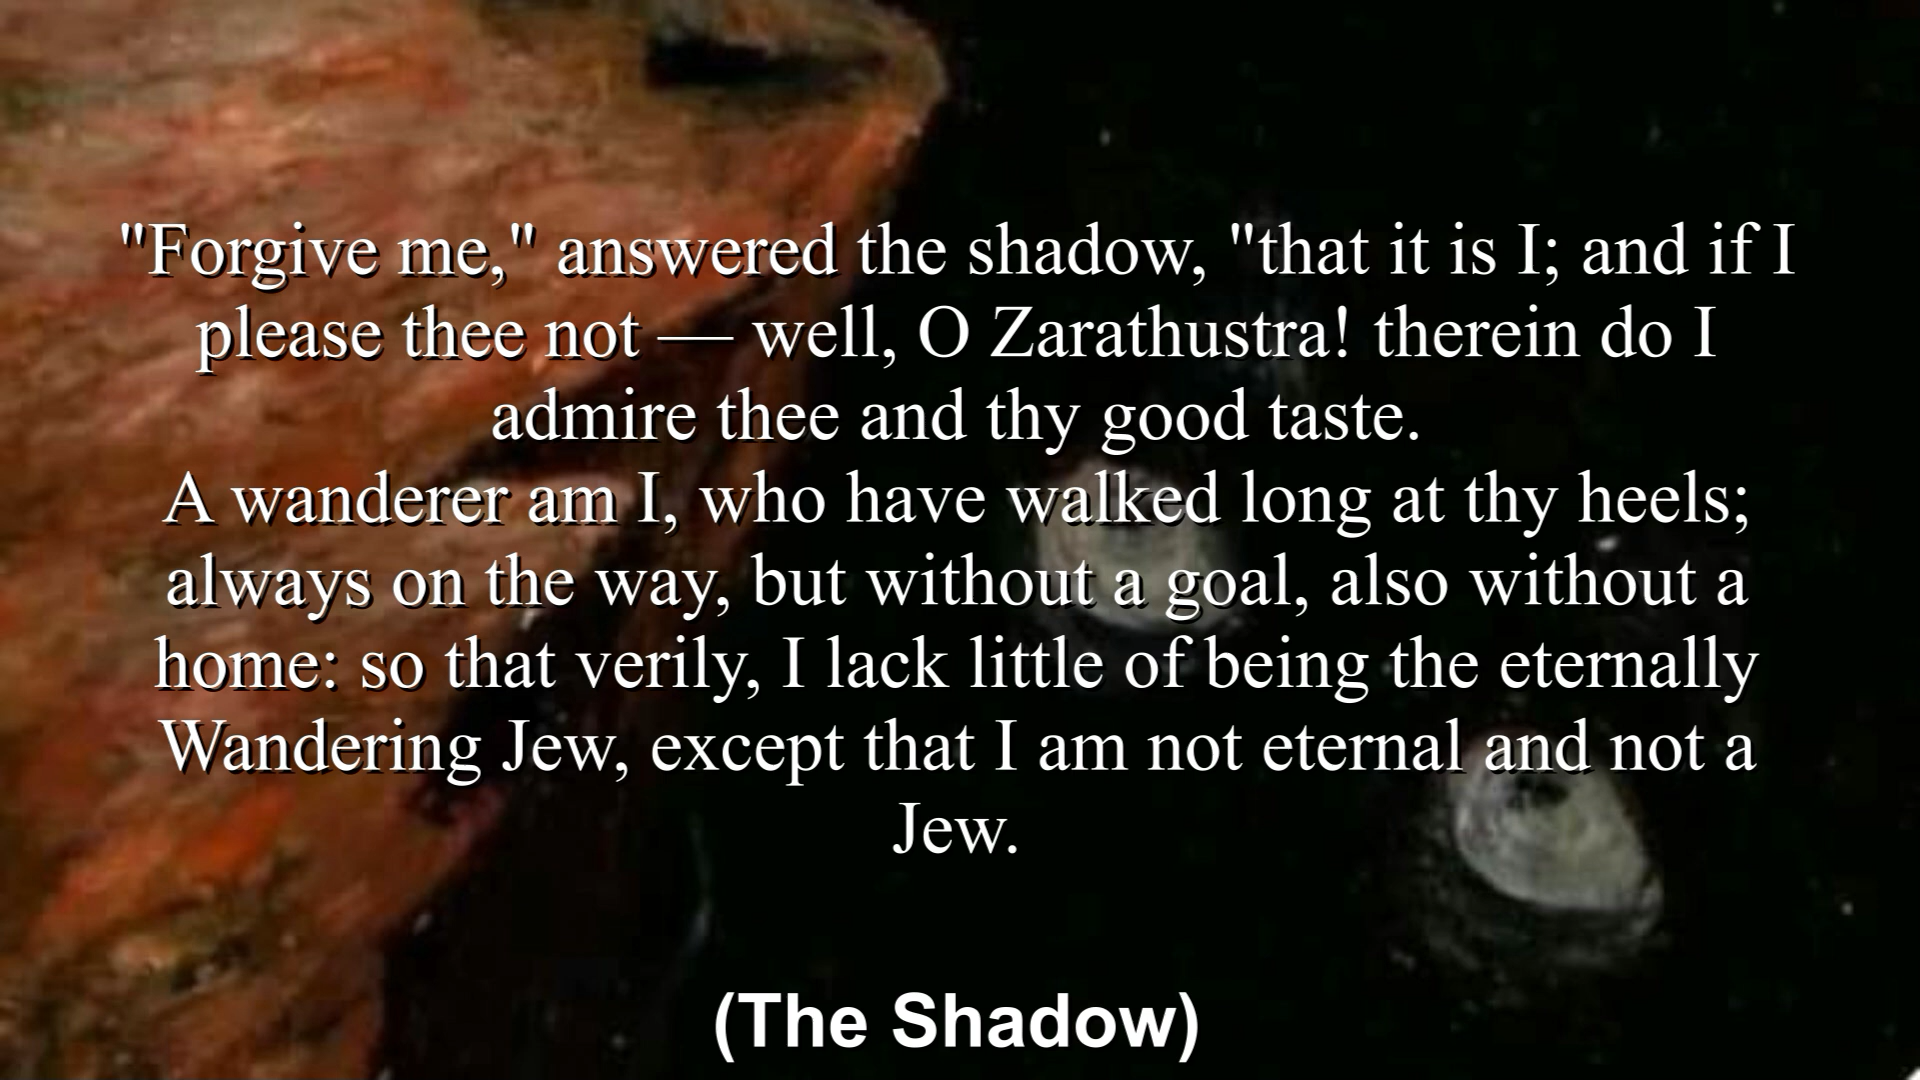 "Forgive me," answered the shadow, "that it is I; and if I
please thee not — well, O Zarathustra! therein do I
admire thee and thy good taste.
A wanderer am I, who have walked long at thy heels;
always on the way, but without a goal, also without a
home: so that verily, I lack little of being the eternally
Wandering Jew, except that I am not eternal and not a
Jew.
(The Shadow)